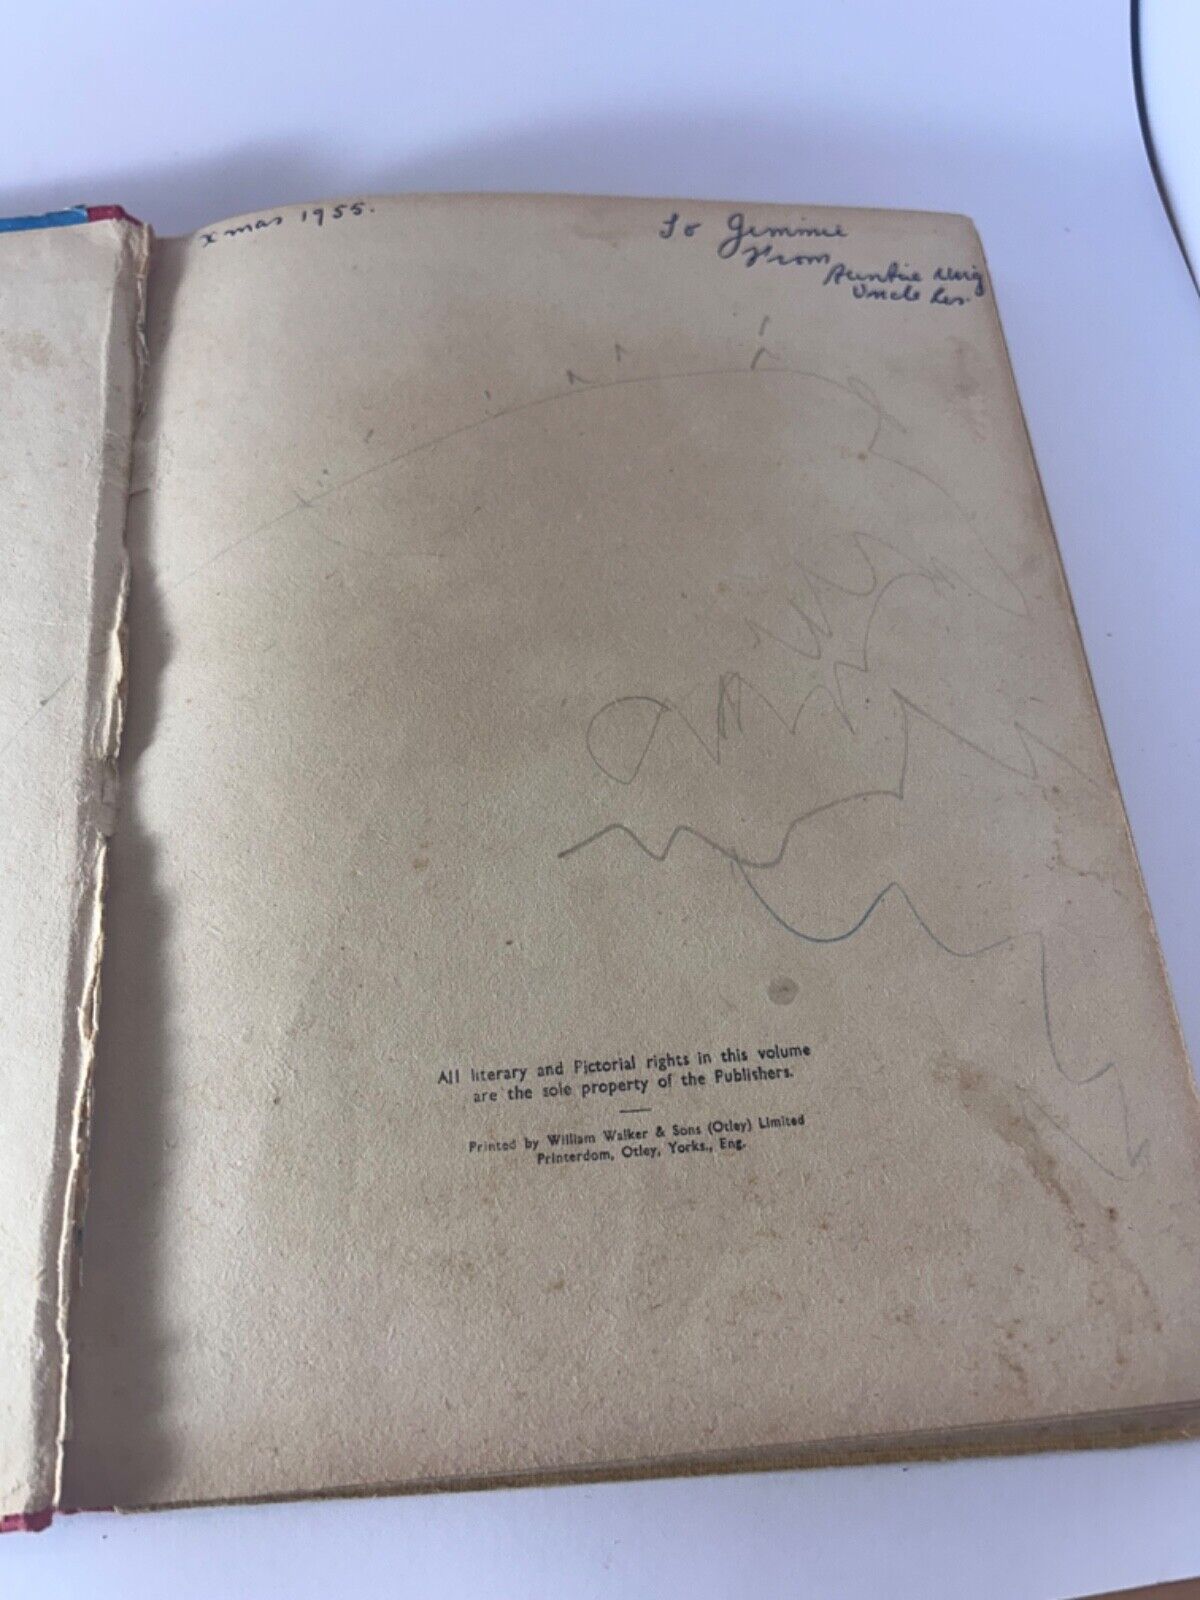 xmas 1955.
To Jimmie
From
Auntie
Uncle Les.
All literary and Pictorial rights in this volume
are the sole property of the Publishers.
Printed by William Walker & Sons (Otley) Limited
Printerdom, Otley, Yorks., Eng.